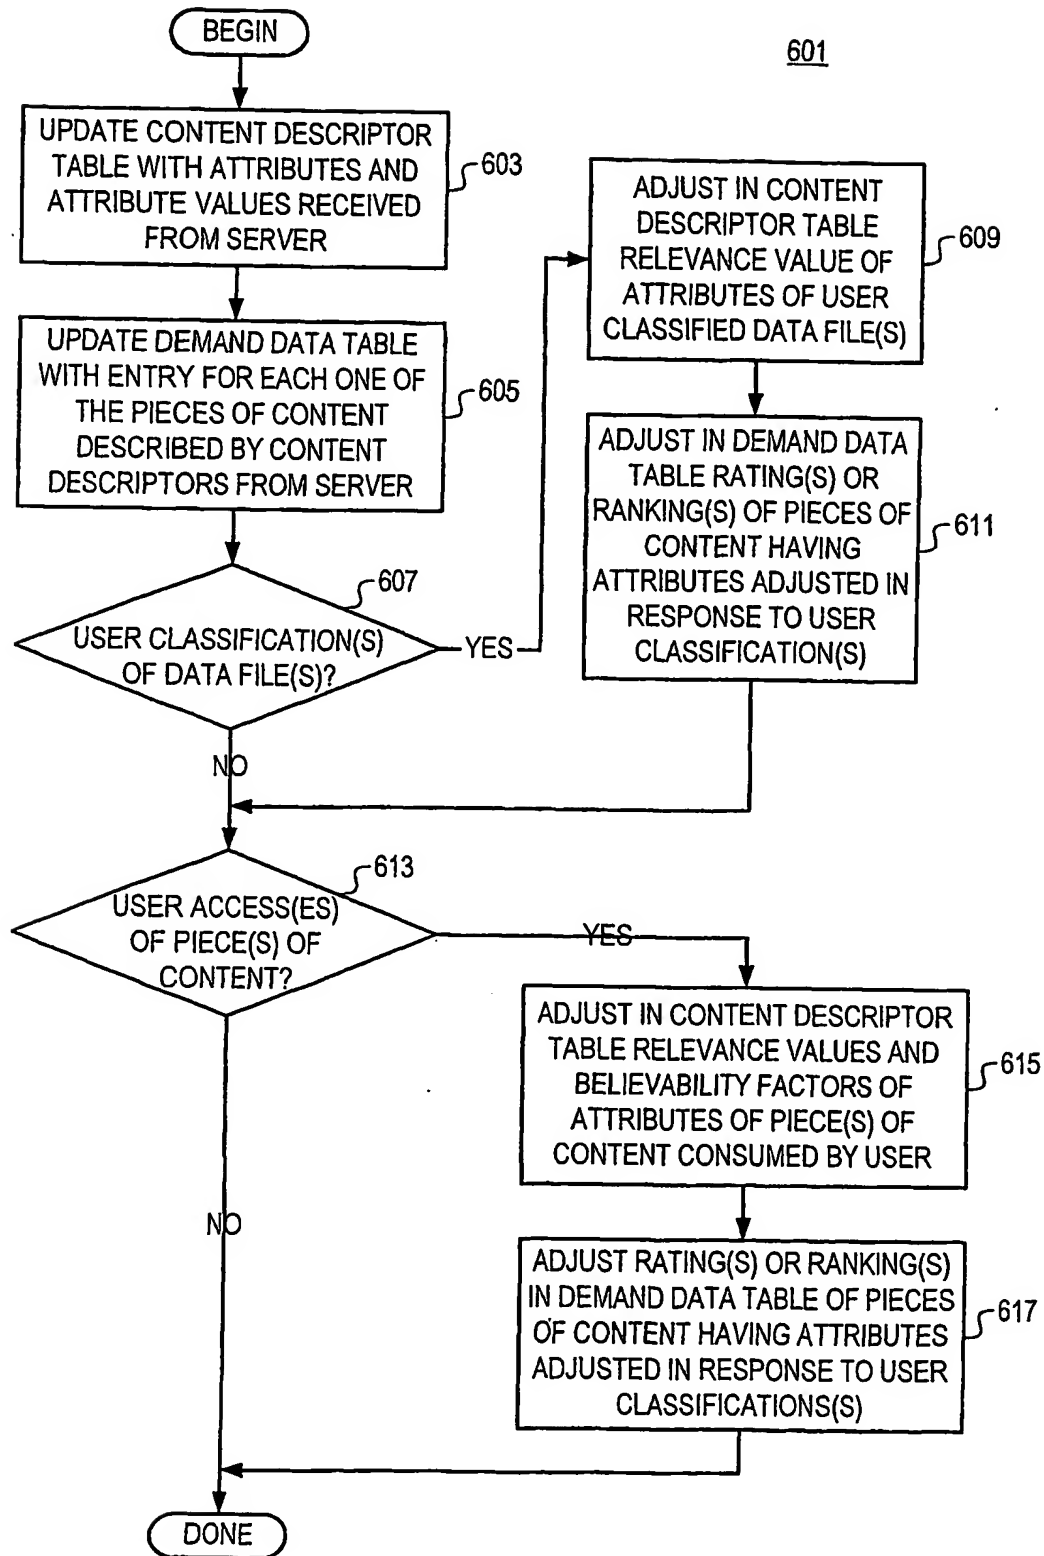 BEGIN
601
UPDATE CONTENT DESCRIPTOR
TABLE WITH ATTRIBUTES AND
ATTRIBUTE VALUES RECEIVED
FROM SERVER
603
UPDATE DEMAND DATA TABLE
WITH ENTRY FOR EACH ONE OF
THE PIECES OF CONTENT
DESCRIBED BY CONTENT
DESCRIPTORS FROM SERVER
605
607
USER CLASSIFICATION(S)
OF DATA FILE(S)?
YES
NO
ADJUST IN CONTENT
DESCRIPTOR TABLE
RELEVANCE VALUE OF
ATTRIBUTES OF USER
CLASSIFIED DATA FILE(S)
609
ADJUST IN DEMAND DATA
TABLE RATING(S) OR
RANKING(S) OF PIECES OF
CONTENT HAVING
ATTRIBUTES ADJUSTED IN
RESPONSE TO USER
CLASSIFICATION(S)
611
613
USER ACCESS(ES)
OF PIECE(S) OF
CONTENT?
YES
NO
ADJUST IN CONTENT DESCRIPTOR
TABLE RELEVANCE VALUES AND
BELIEVABILITY FACTORS OF
ATTRIBUTES OF PIECE(S) OF
CONTENT CONSUMED BY USER
615
ADJUST RATING(S) OR RANKING(S)
IN DEMAND DATA TABLE OF PIECES
OF CONTENT HAVING ATTRIBUTES
ADJUSTED IN RESPONSE TO USER
CLASSIFICATIONS(S)
617
DONE